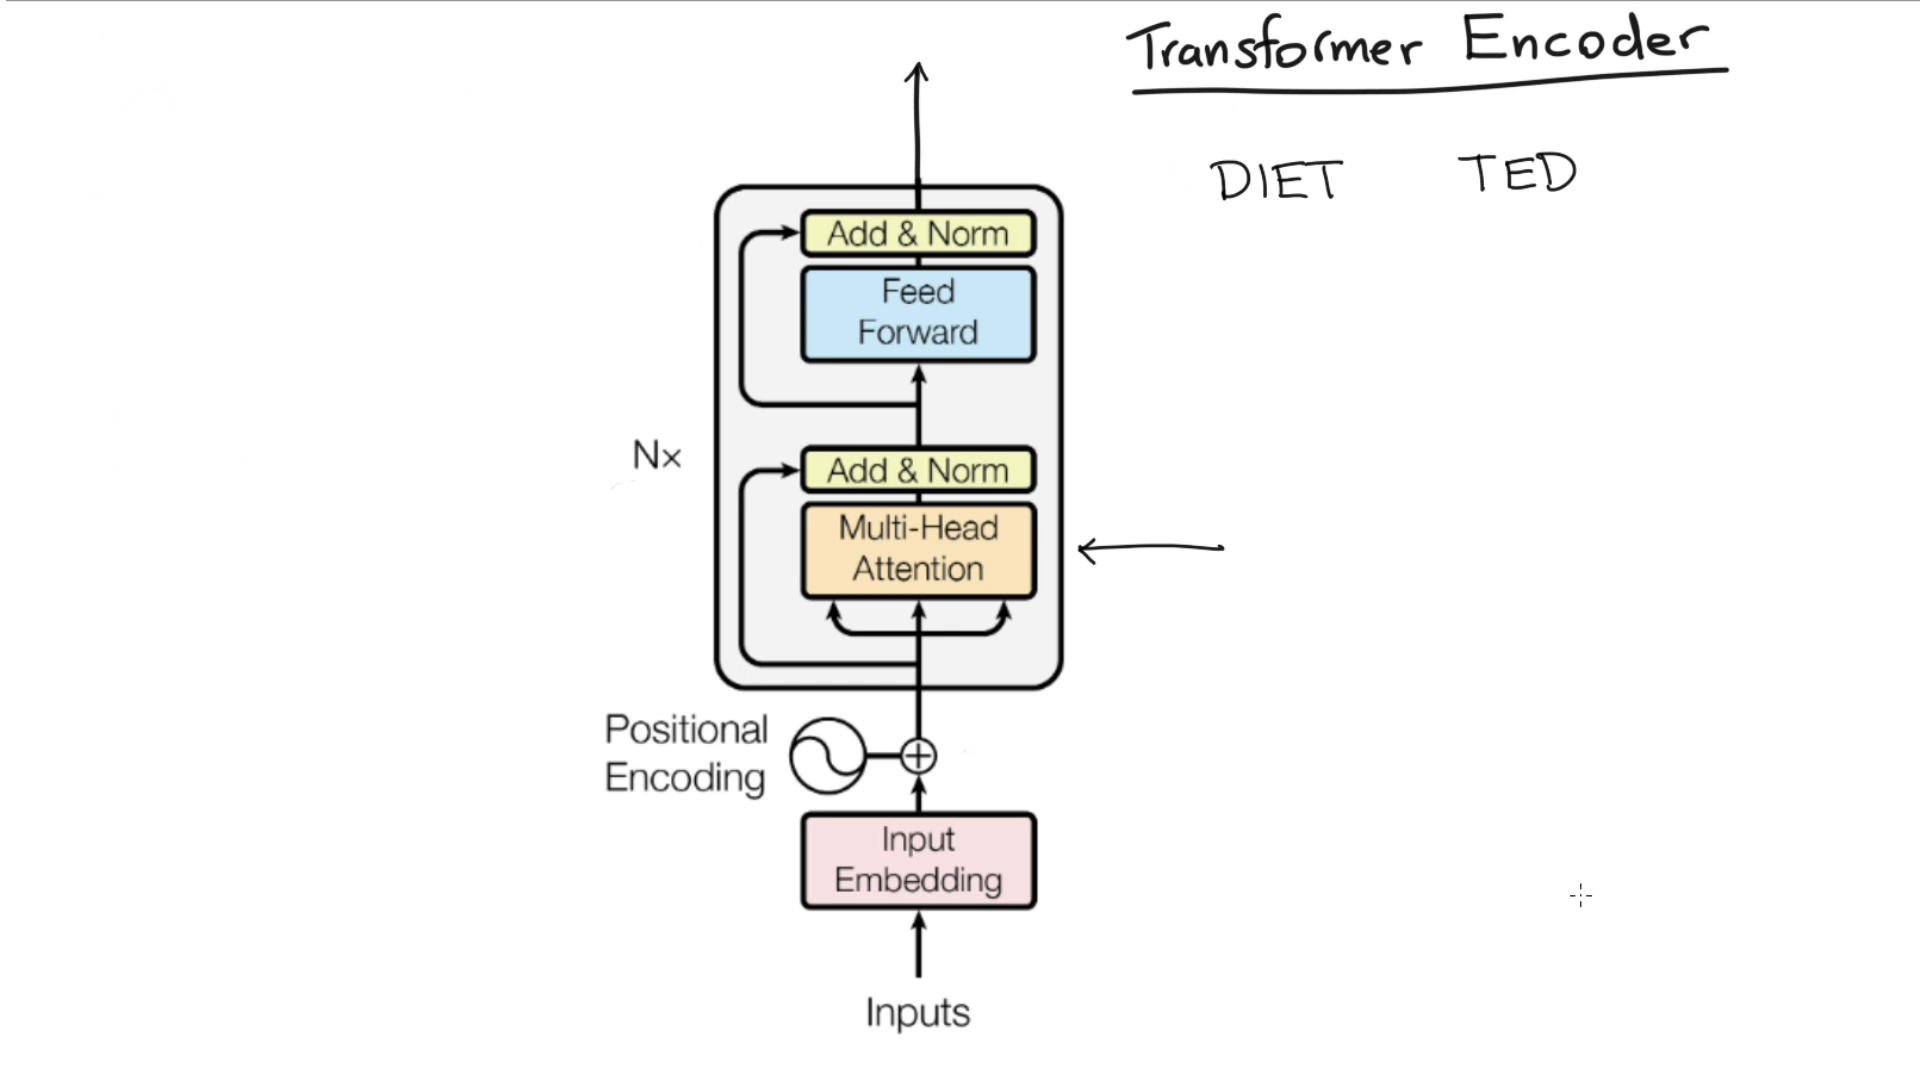 Transformer Encoder
DIET TED
Add & Norm
Feed
Forward
Nx
Add & Norm
Multi-Head
Attention
Positional
Encoding
Input
Embedding
Inputs